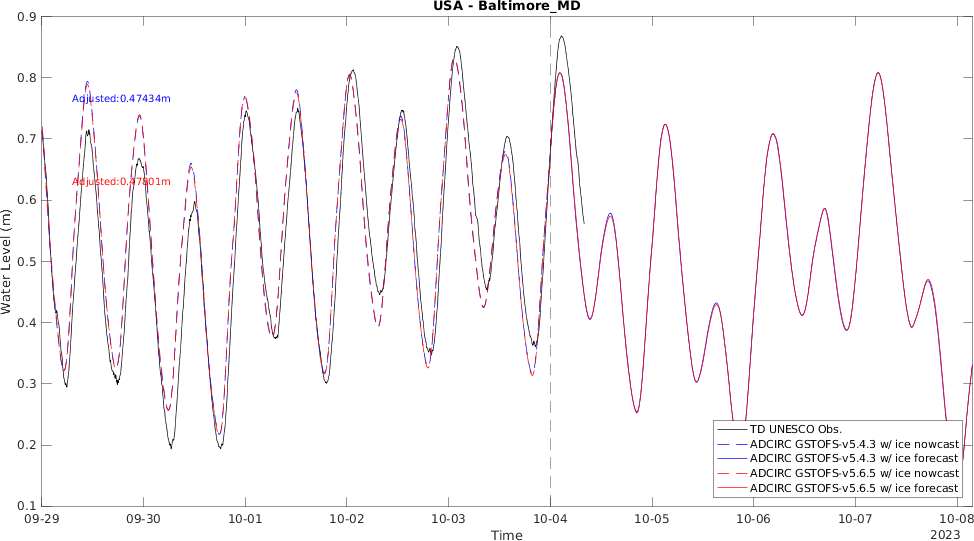 USA - Baltimore_MD
0.9
0.8
0.7
0.6
0.5
0.4
0.3
0.2
0.1
Water Level (m)
Adjusted:0.47434m
Adjusted:0.47801m
TD UNESCO Obs.
ADCIRC GSTOFS-v5.4.3 w/ ice nowcast
ADCIRC GSTOFS-v5.4.3 w/ ice forecast
ADCIRC GSTOFS-v5.6.5 w/ ice nowcast
ADCIRC GSTOFS-v5.6.5 w/ ice forecast
09-29 09-30 10-01 10-02 10-03 10-04 10-05 10-06 10-07 10-08
Time
2023